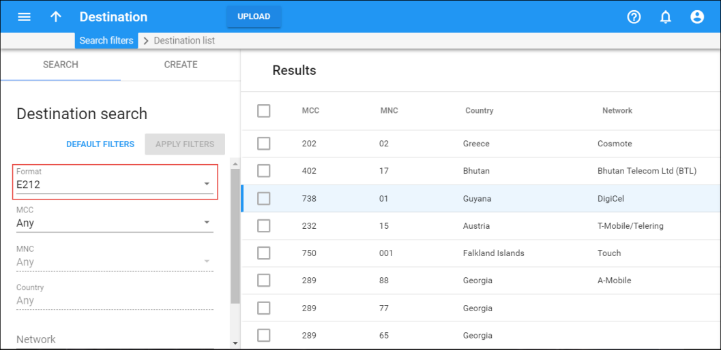 Destination UPLOAD
Search filters > Destination list
SEARCH CREATE
Destination search
DEFAULT FILTERS APPLY FILTERS
Format
E212
MCC
Any
MNC
Any
Country
Any
Network
Results
MCC MNC Country Network
202 02 Greece Cosmote
402 17 Bhutan Bhutan Telecom Ltd (BTL)
738 01 Guyana DigiCel
232 15 Austria T-Mobile/Telering
750 001 Falkland Islands Touch
289 88 Georgia A-Mobile
289 77 Georgia
289 65 Georgia